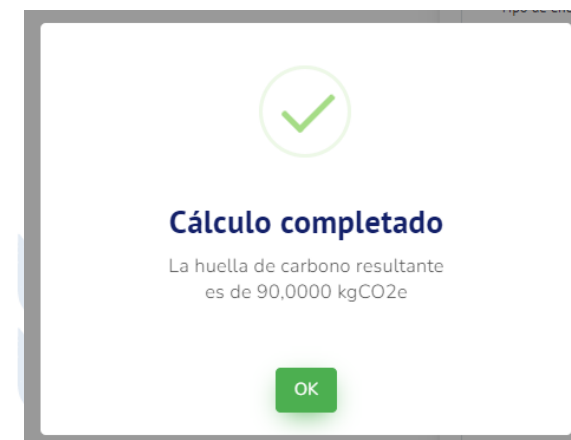 Cálculo completado
La huella de carbono resultante
es de 90,0000 kgCO2e
OK